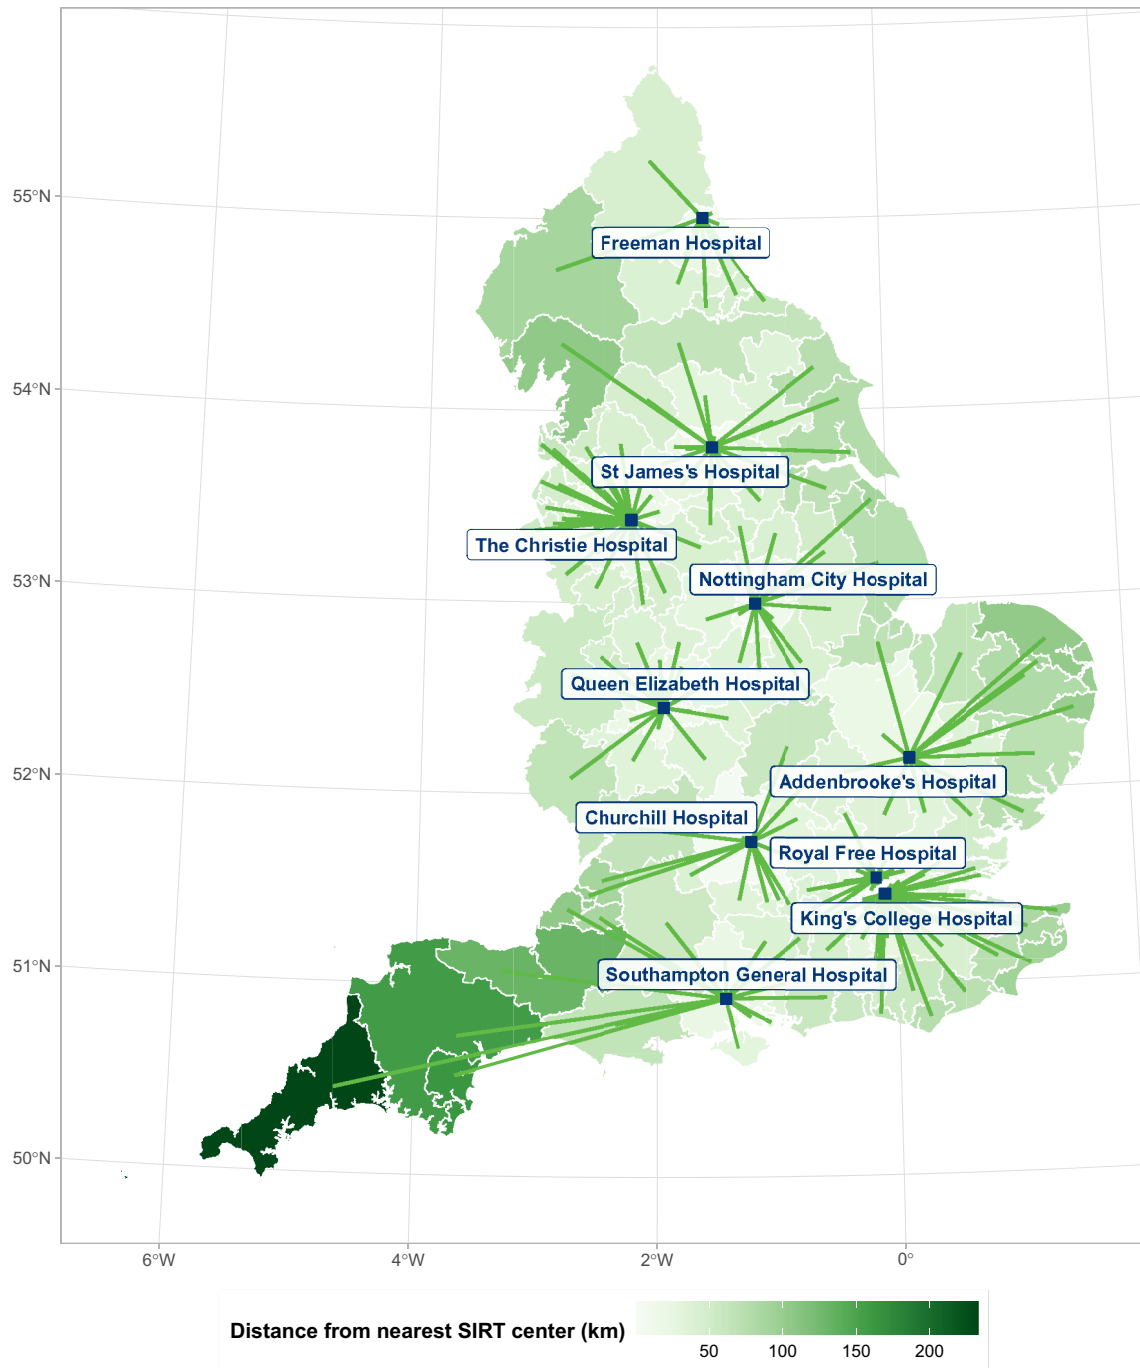 55°N
Freeman Hospital
54°N
St James's Hospital
The Christie Hospital
53°N
Nottingham City Hospital
Queen Elizabeth Hospital
52°N
Addenbrooke's Hospital
Churchill Hospital
Royal Free Hospital
King's College Hospital
51°N
Southampton General Hospital
50°N
6°W 4°W 2°W 0°
Distance from nearest SIRT center (km)
50 100 150 200